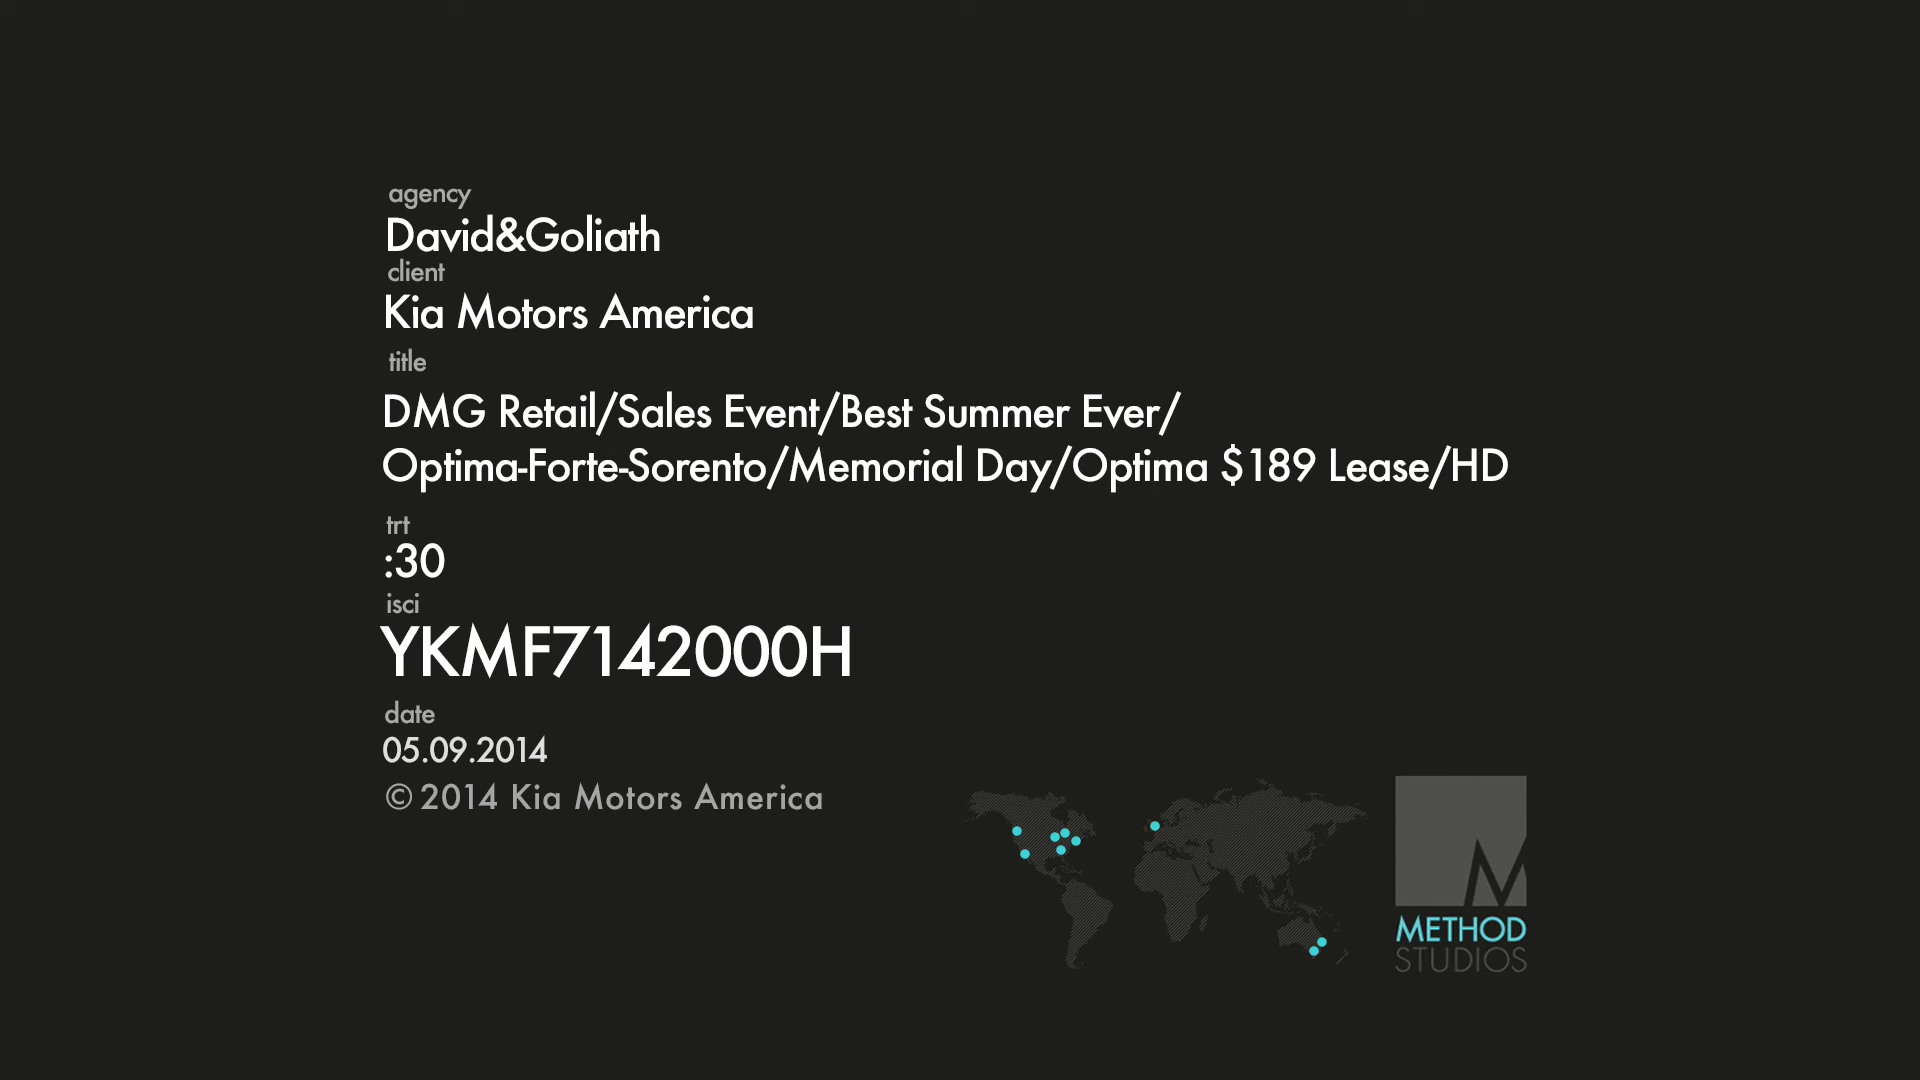 agency
David&Goliath
client
Kia Motors America
title
DMG Retail/Sales Event/Best Summer Ever/
Optima-Forte-Sorento/Memorial Day/Optima $189 Lease/HD
trt
:30
isci
YKMF7142000H
date
05.09.2014
© 2014 Kia Motors America
M
METHOD
STUDIOS